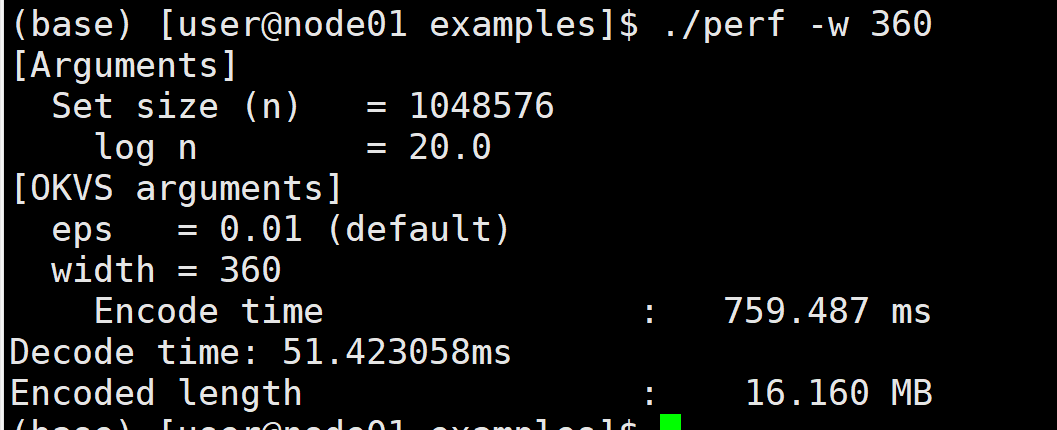 (base) [user@node01 examples]$ ./perf -w 360
[Arguments]
  Set size (n)   = 1048576
    log n        = 20.0
[OKVS arguments]
  eps   = 0.01 (default)
  width = 360
    Encode time               :   759.487 ms
Decode time: 51.423058ms
Encoded length                :    16.160 MB
(base) [user@node01 examples]$